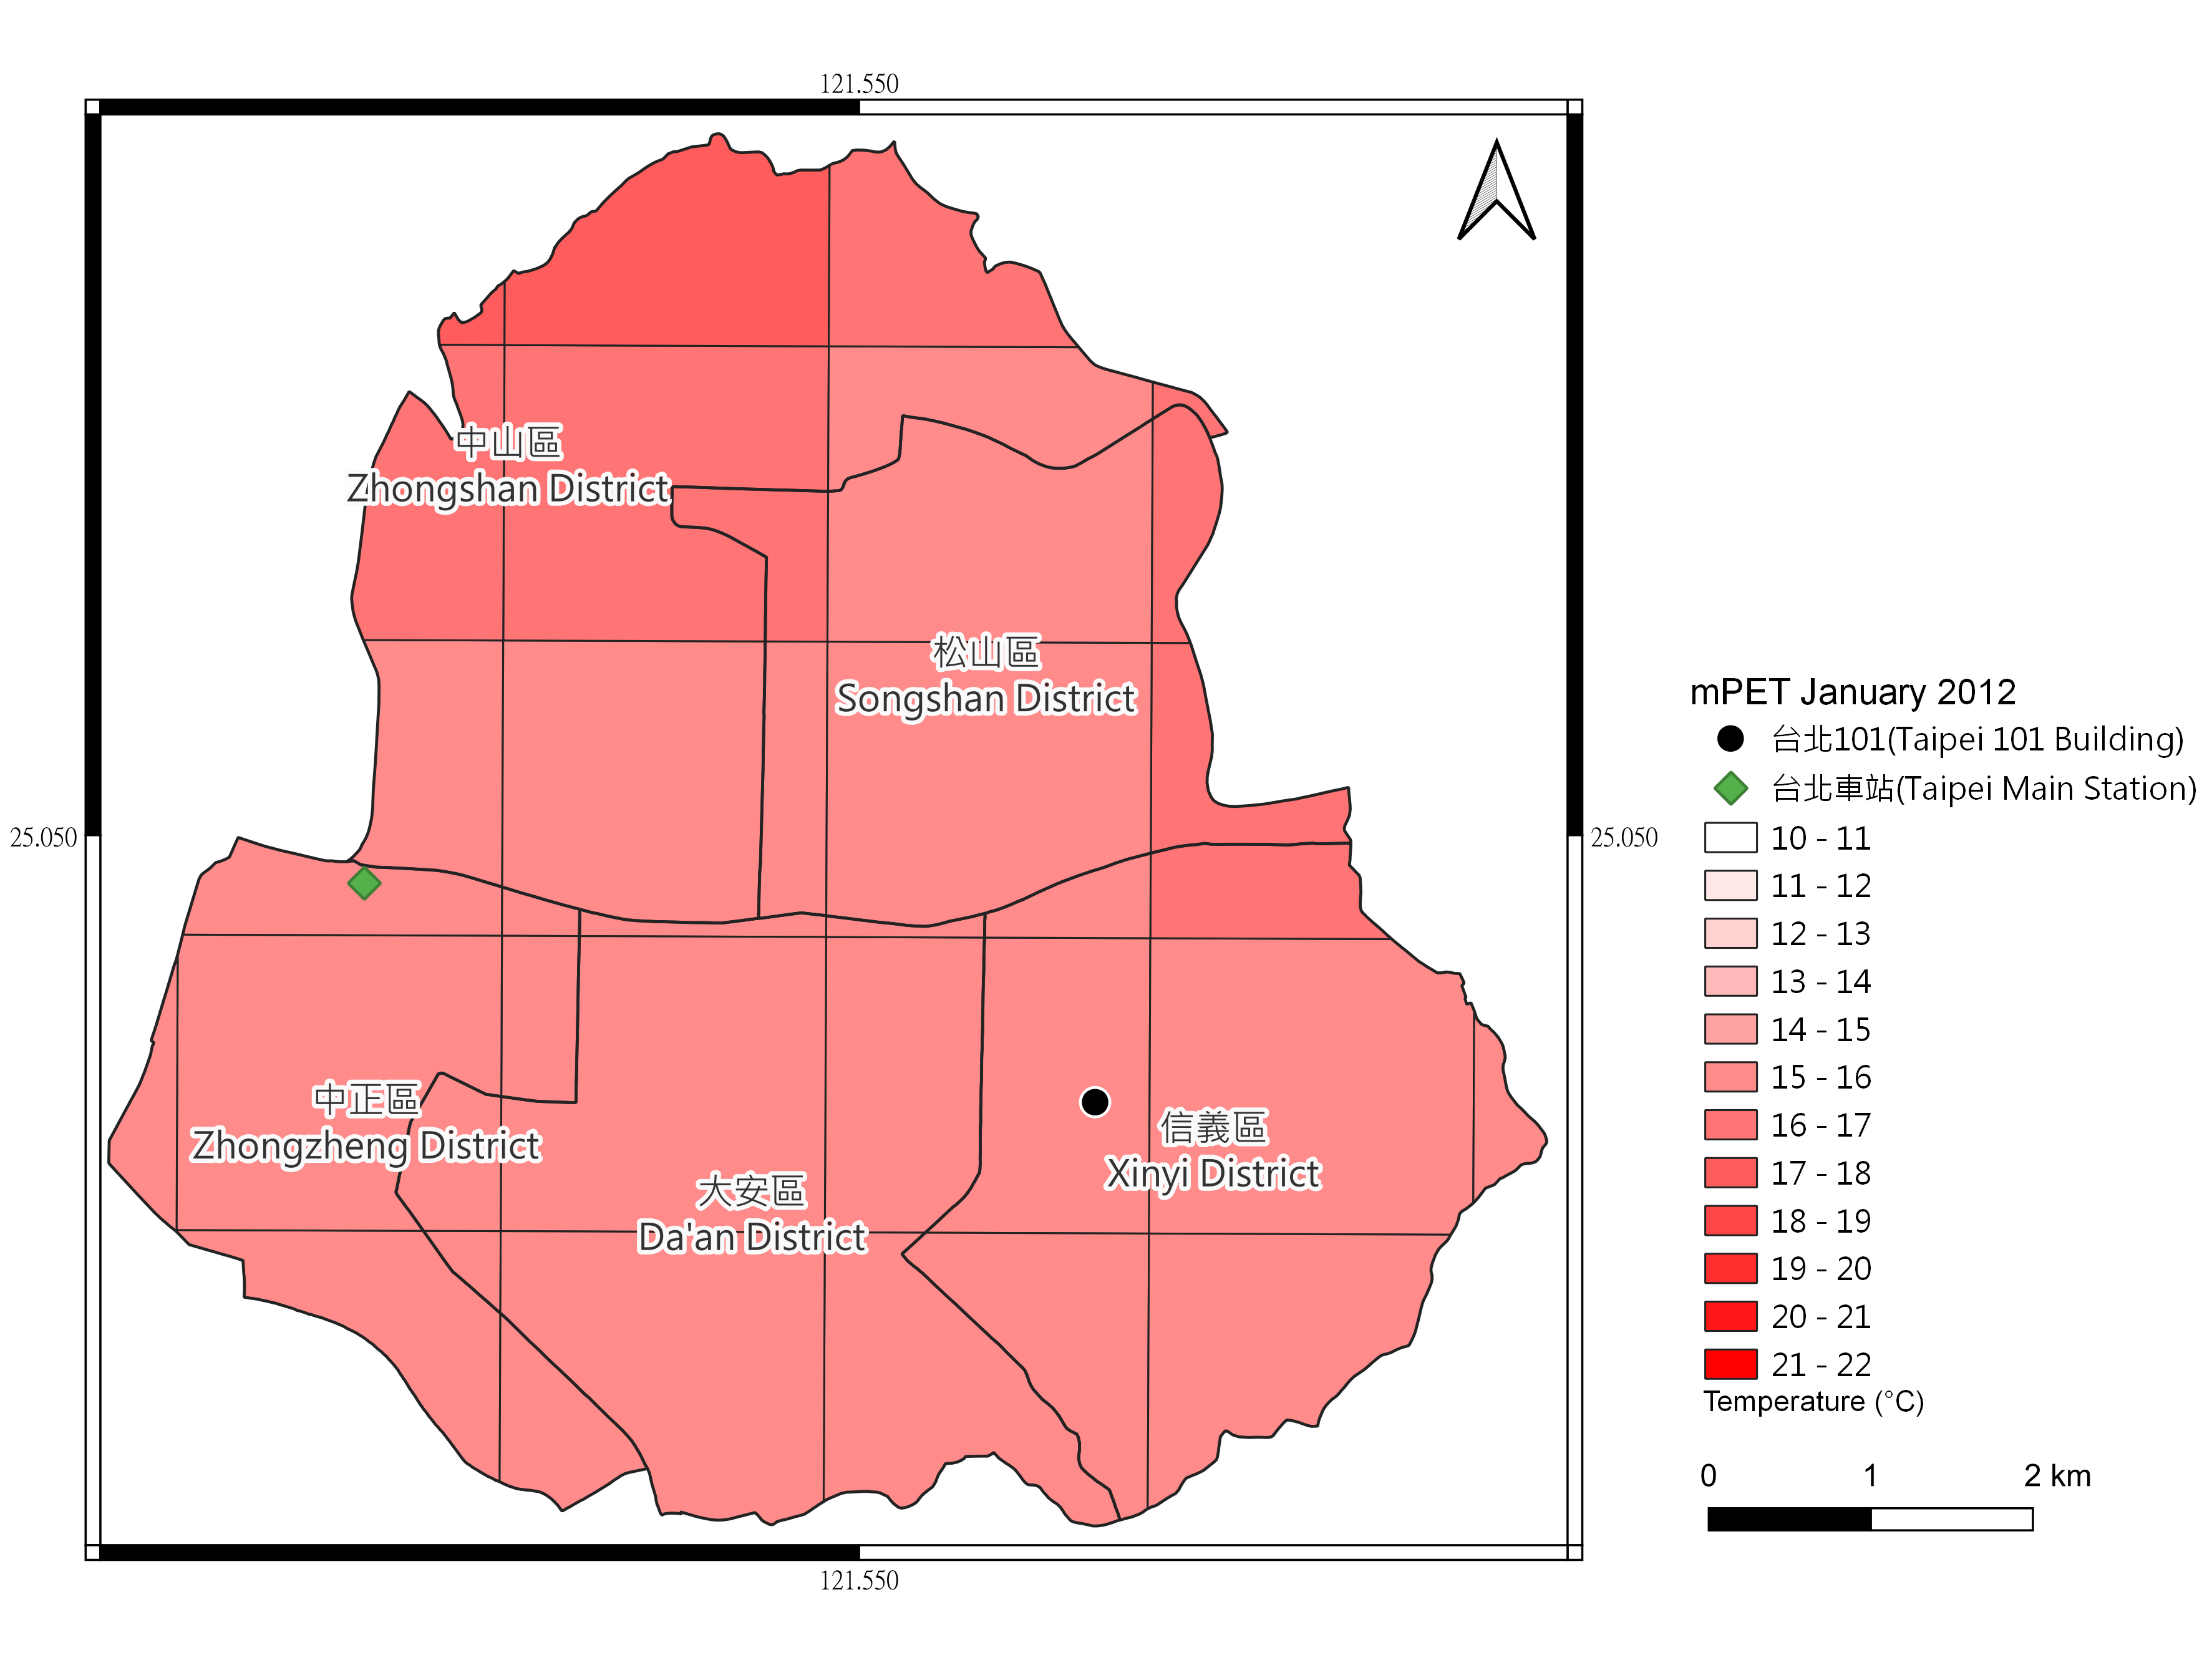 121.550
中山區
Zhongshan District
松山區
Songshan District
25.050
25.050
中正區
Zhongzheng District
信義區
Xinyi District
大安區
Da'an District
121.550
mPET January 2012
台北101(Taipei 101 Building)
台北車站(Taipei Main Station)
10 - 11
11 - 12
12 - 13
13 - 14
14 - 15
15 - 16
16 - 17
17 - 18
18 - 19
19 - 20
20 - 21
21 - 22
Temperature (°C)
0 1 2 km